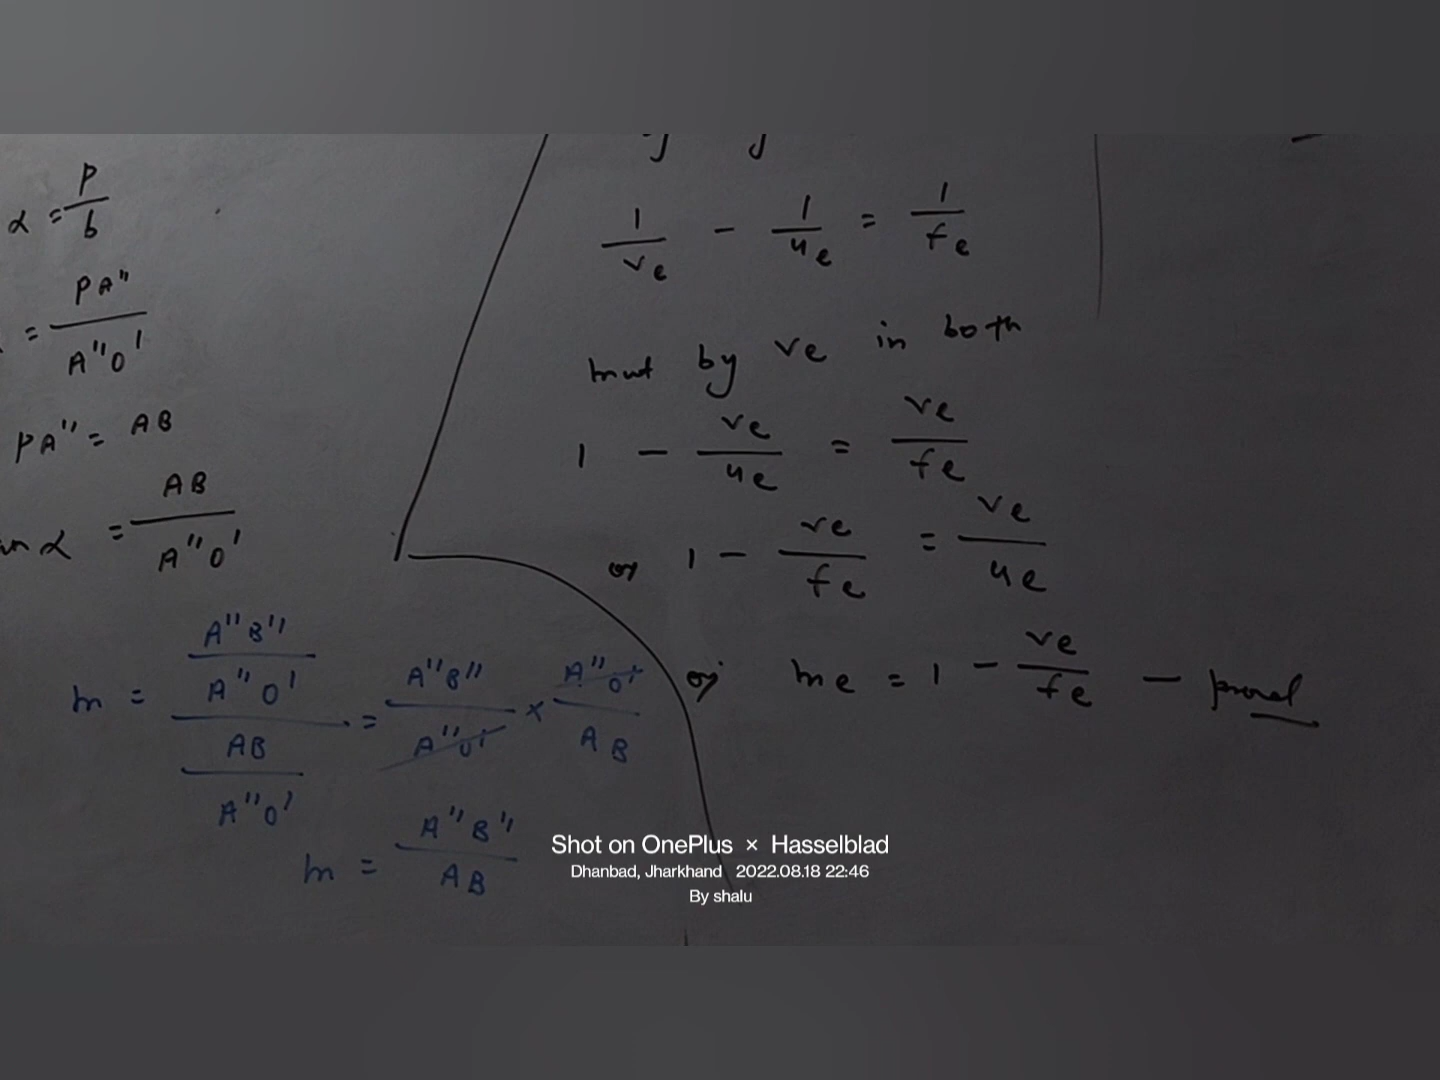 α = p/b
= PA"/A"O'
PA" = AB
α = AB/A"O'
m = (A"B"/A"O')/(AB/A"O') = A"B"/A"O' × A"O'/AB
m = A"B"/AB
1/ve - 1/ue = 1/fe
by ve in both
1 - ve/ue = ve/fe
or 1 - ve/fe = ve/ue
or me = 1 - ve/fe - proved
Shot on OnePlus × Hasselblad
Dhanbad, Jharkhand 2022.08.18 22:46
By shalu